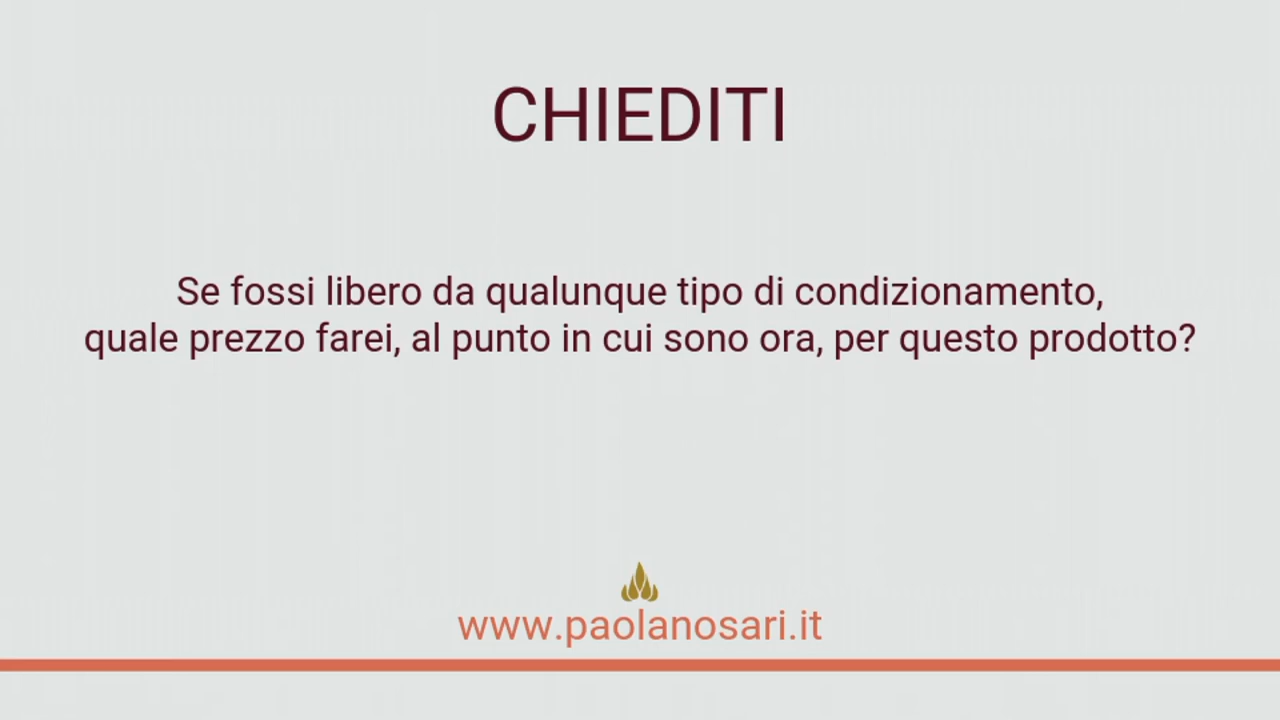 CHIEDITI
Se fossi libero da qualunque tipo di condizionamento,
quale prezzo farei, al punto in cui sono ora, per questo prodotto?
www.paolanosari.it